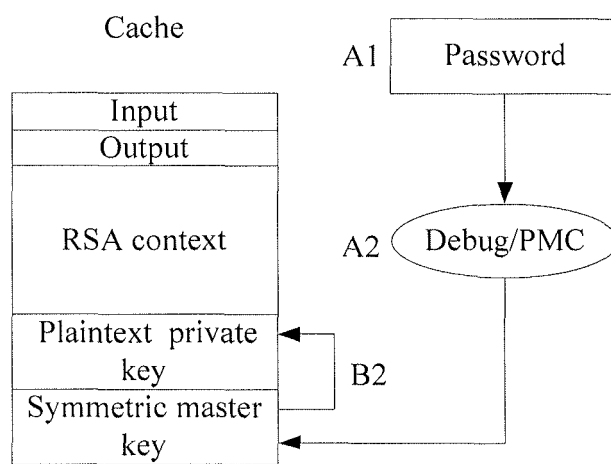 Cache
Input
Output
RSA context
Plaintext private
key
Symmetric master
key
A1
Password
A2
Debug/PMC
B2